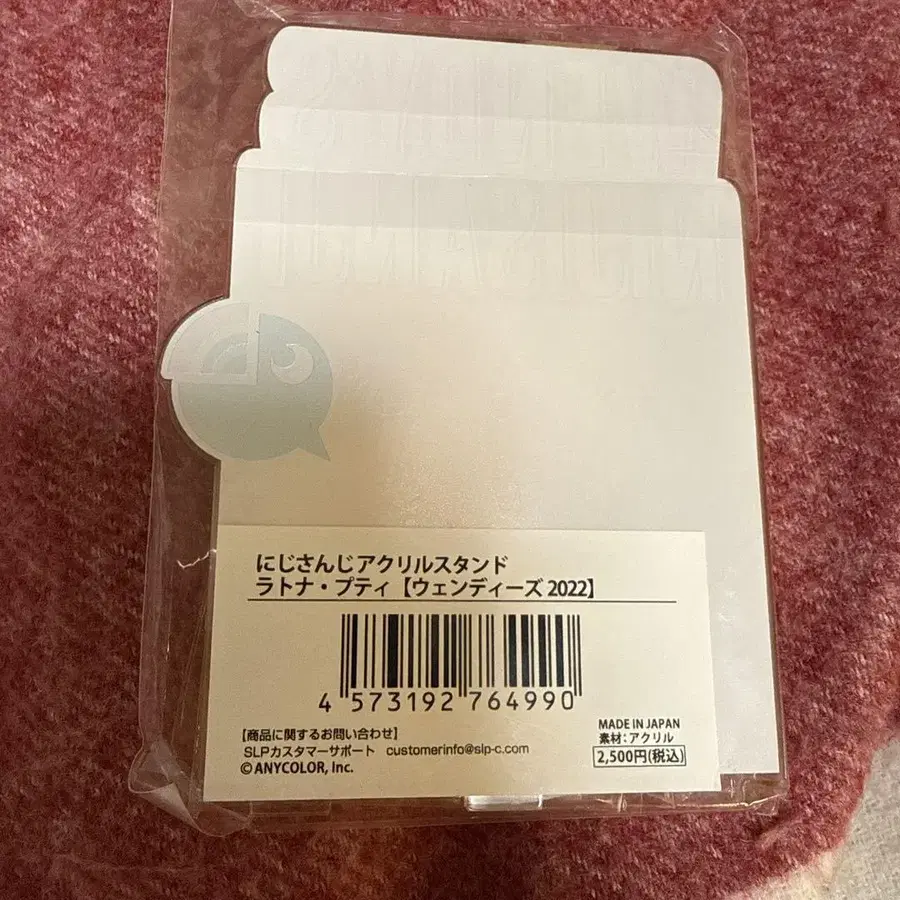 にじさんじアクリルスタンド
ラトナ・プティ【ウェンディーズ 2022】
4 573192 764990
【商品に関するお問い合わせ】
SLPカスタマーサポート customerinfo@slp-c.com
©ANYCOLOR, Inc.
MADE IN JAPAN
素材：アクリル
2,500円(税込)